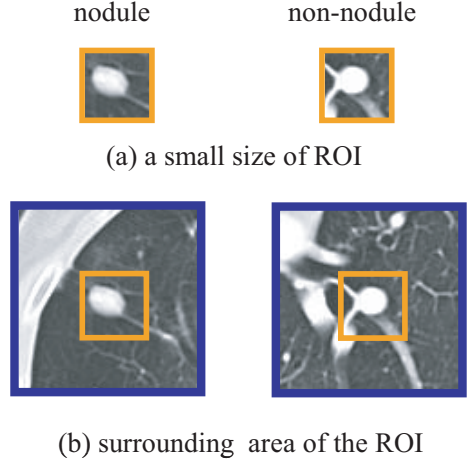 nodule non-nodule
(a) a small size of ROI
(b) surrounding area of the ROI